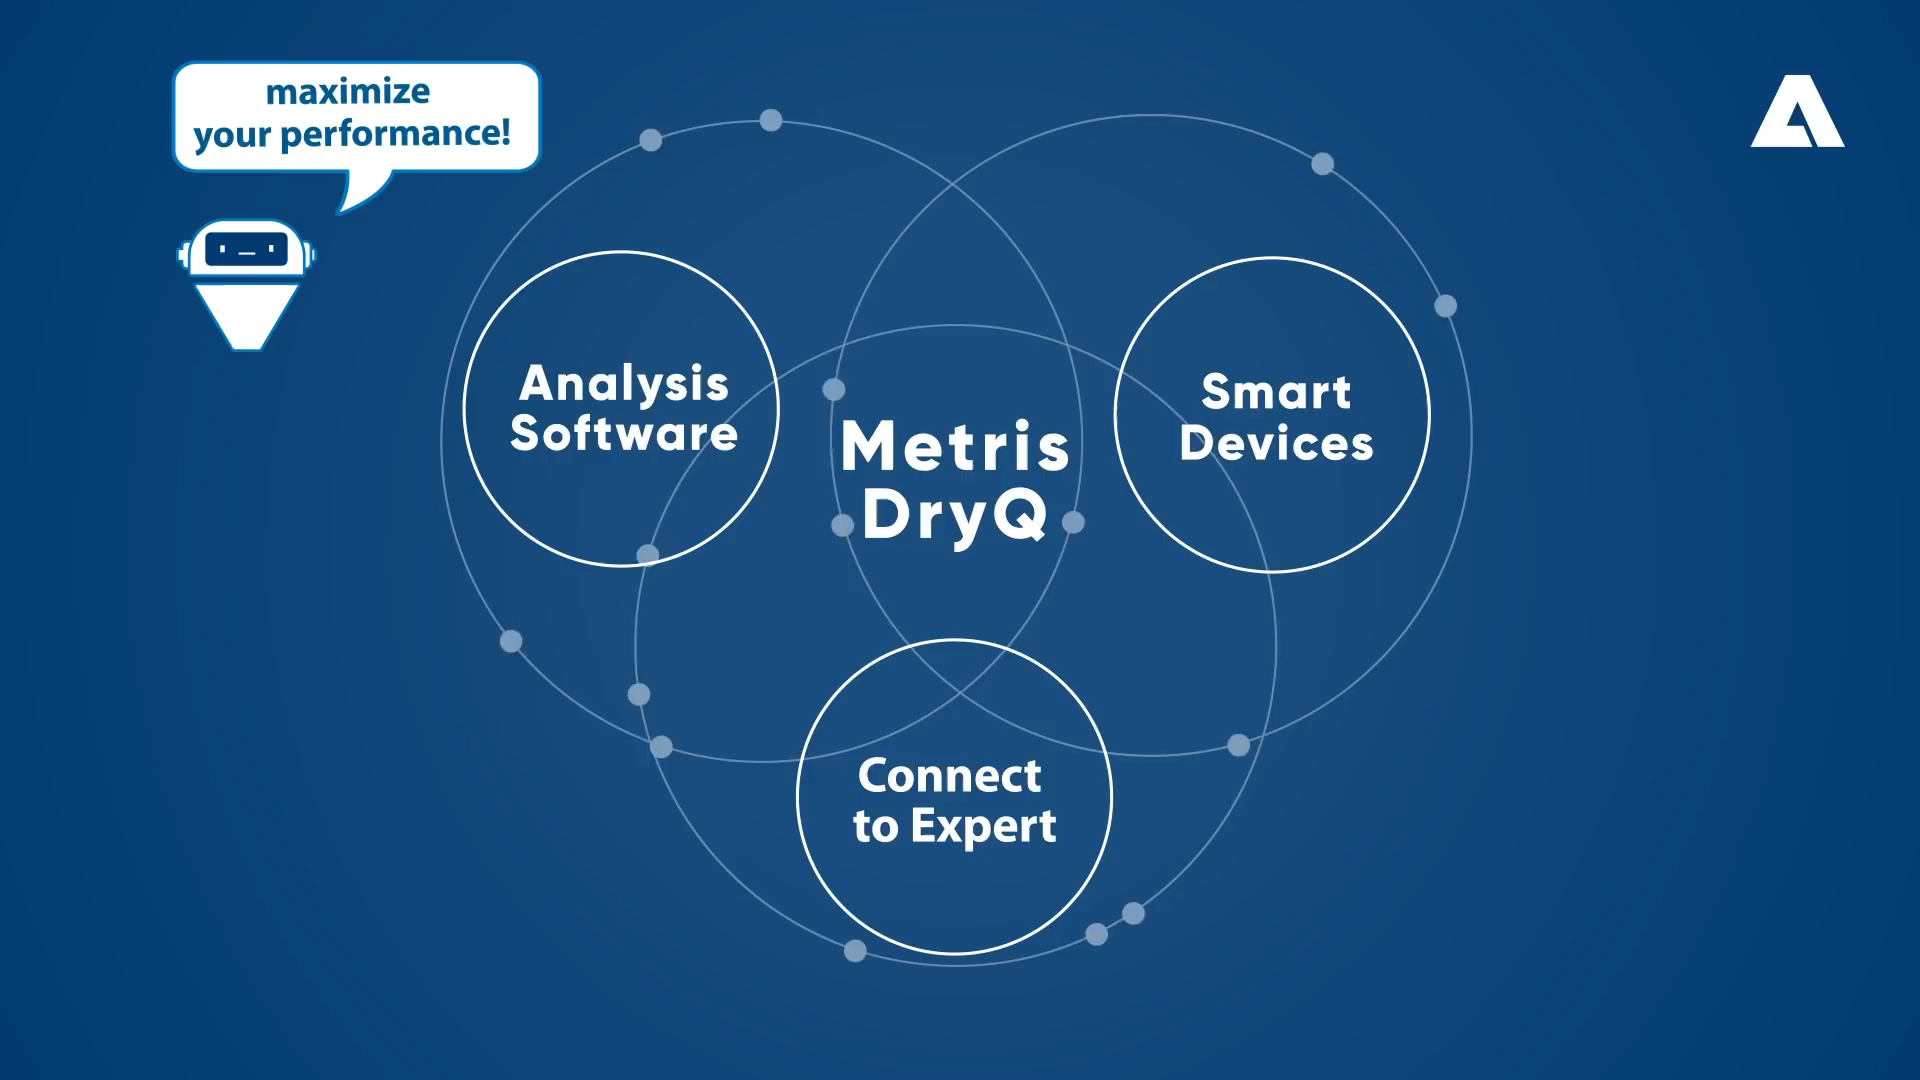 maximize
your performance!
Analysis
Software
Metris
DryQ
Smart
Devices
Connect
to Expert